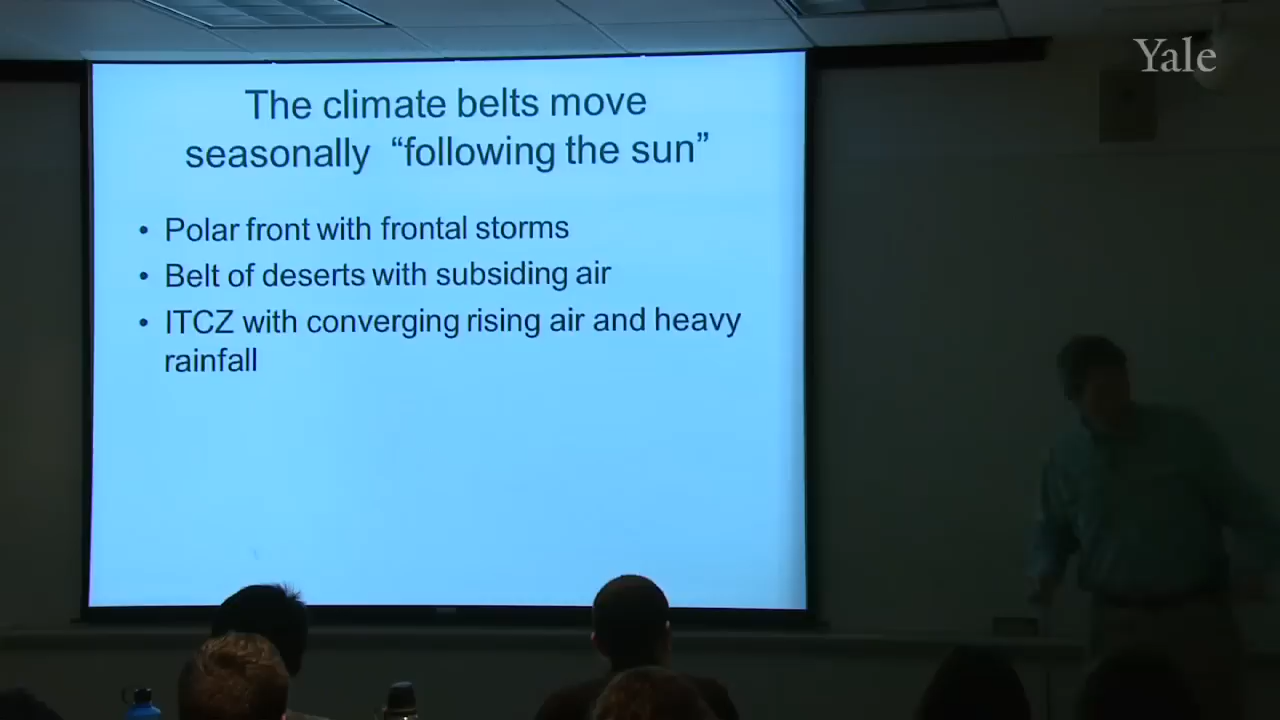 Yale
The climate belts move
seasonally “following the sun”
• Polar front with frontal storms
• Belt of deserts with subsiding air
• ITCZ with converging rising air and heavy
rainfall